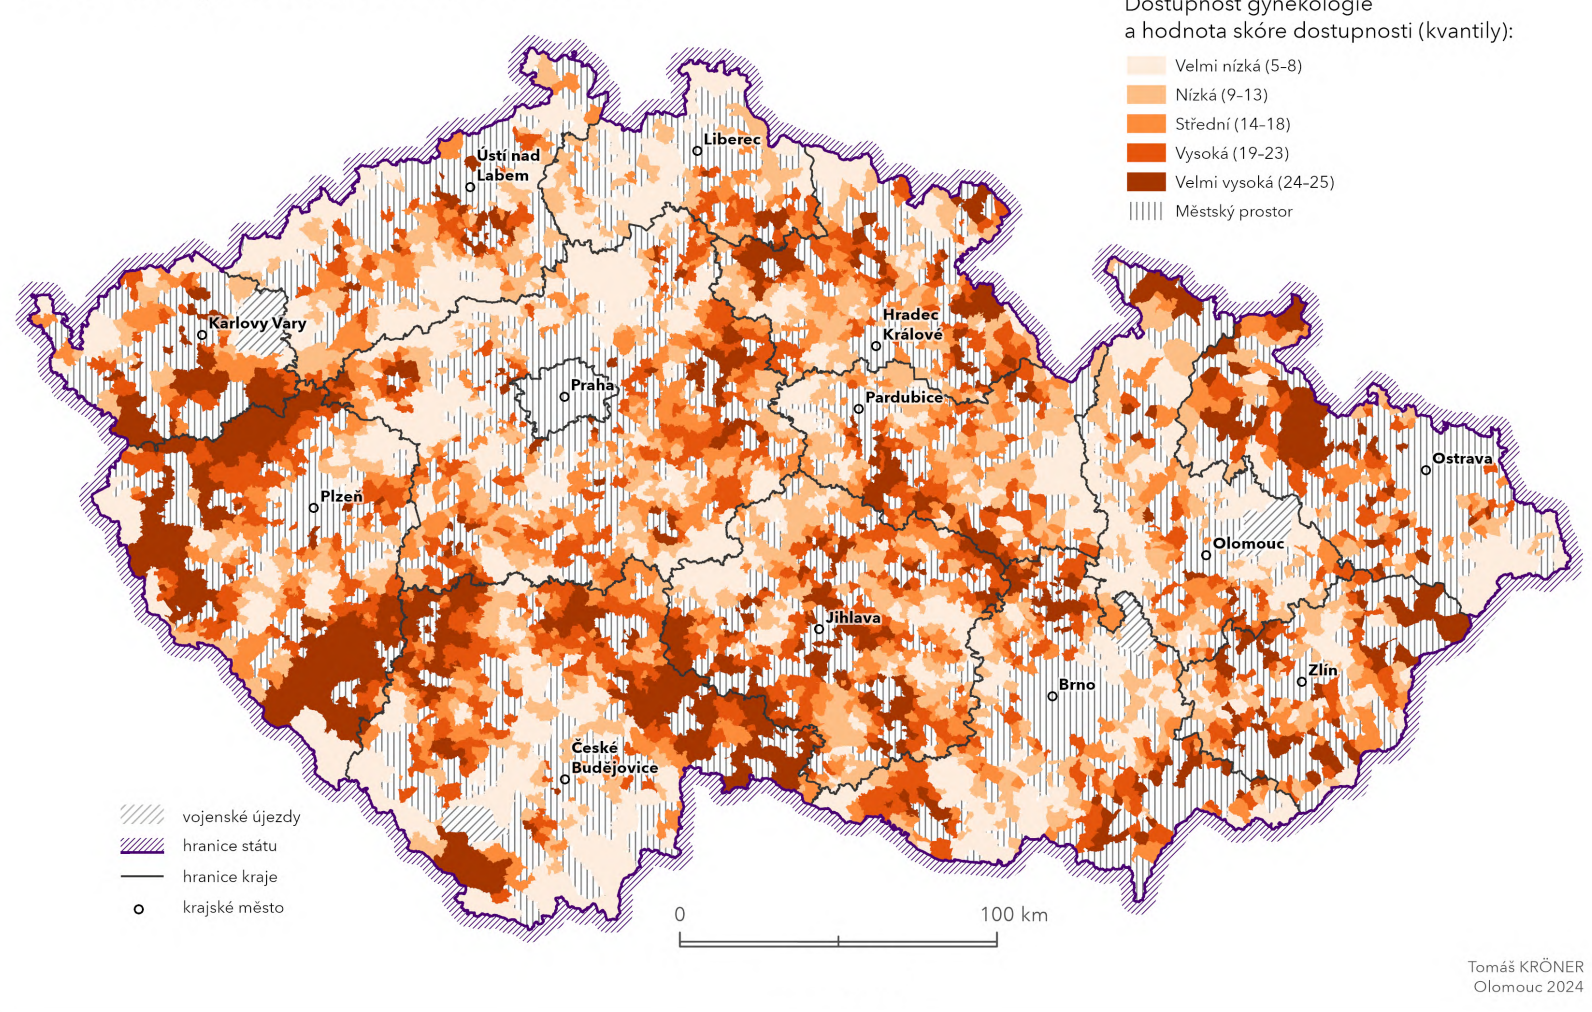 Dostupnost gynekologie
a hodnota skóre dostupnosti (kvantily):
Velmi nízká (5–8)
Nízká (9–13)
Střední (14–18)
Vysoká (19–23)
Velmi vysoká (24–25)
Městský prostor
Liberec
Ústí nad
Labem
Karlovy Vary
Hradec
Králové
Praha
Pardubice
Ostrava
Plzeň
Olomouc
Jihlava
Zlín
Brno
České
Budějovice
vojenské újezdy
hranice státu
hranice kraje
krajské město
0
100 km
Tomáš KRÖNER
Olomouc 2024